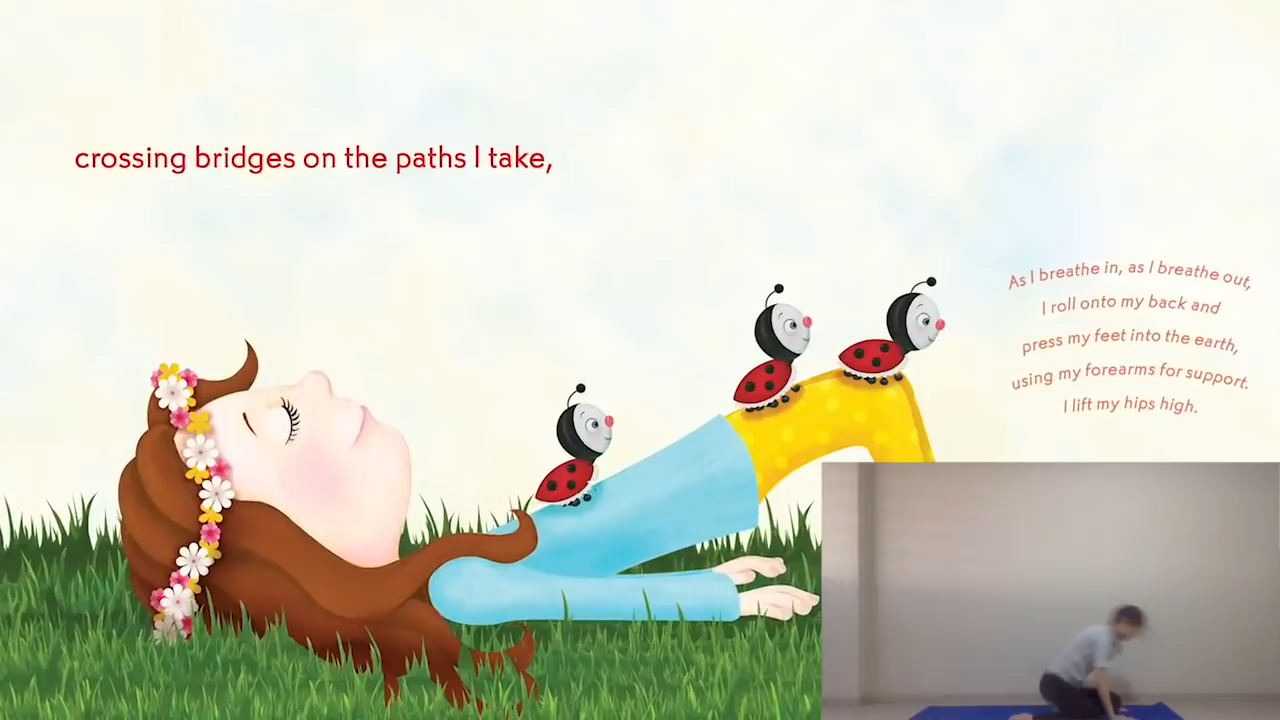 crossing bridges on the paths I take,
As I breathe in, as I breathe out,
I roll onto my back and
press my feet into the earth,
using my forearms for support.
I lift my hips high.